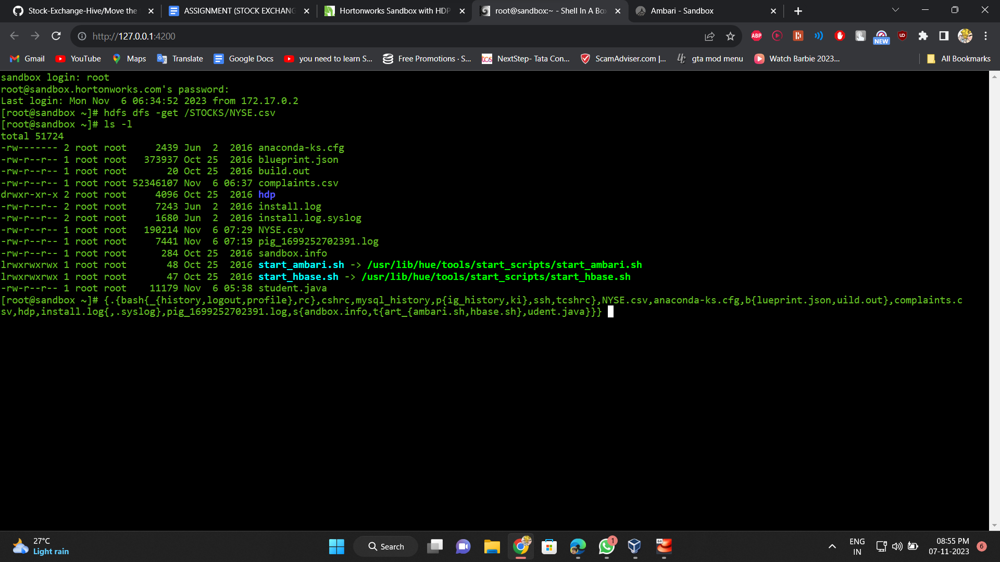 Stock-Exchange-Hive/Move the
ASSIGNMENT (STOCK EXCHANG
Hortonworks Sandbox with HDP
root@sandbox:~ - Shell In A Box
Ambari - Sandbox
http://127.0.0.1:4200
ABP
NEW
Gmail
YouTube
Maps
Translate
Google Docs
you need to learn S...
Free Promotions · S...
tcs
NextStep- Tata Con...
ScamAdviser.com |...
gta mod menu
Watch Barbie 2023...
All Bookmarks
sandbox login: root
root@sandbox.hortonworks.com's password:
Last login: Mon Nov  6 06:34:52 2023 from 172.17.0.2
[root@sandbox ~]# hdfs dfs -get /STOCKS/NYSE.csv
[root@sandbox ~]# ls -l
total 51724
-rw------- 2 root root     2439 Jun  2  2016 anaconda-ks.cfg
-rw-r--r-- 1 root root   373937 Oct 25  2016 blueprint.json
-rw-r--r-- 1 root root       20 Oct 25  2016 build.out
-rw-r--r-- 1 root root 52346107 Nov  6 06:37 complaints.csv
drwxr-xr-x 2 root root     4096 Oct 25  2016 hdp
-rw-r--r-- 2 root root     7243 Jun  2  2016 install.log
-rw-r--r-- 2 root root     1680 Jun  2  2016 install.log.syslog
-rw-r--r-- 1 root root   190214 Nov  6 07:29 NYSE.csv
-rw-r--r-- 1 root root     7441 Nov  6 07:19 pig_1699252702391.log
-rw-r--r-- 1 root root      284 Oct 25  2016 sandbox.info
lrwxrwxrwx 1 root root       48 Oct 25  2016 start_ambari.sh -> /usr/lib/hue/tools/start_scripts/start_ambari.sh
lrwxrwxrwx 1 root root       47 Oct 25  2016 start_hbase.sh -> /usr/lib/hue/tools/start_scripts/start_hbase.sh
-rw-r--r-- 1 root root    11179 Nov  6 05:38 student.java
[root@sandbox ~]# {.{bash{_{history,logout,profile},rc},cshrc,mysql_history,p{ig_history,ki},ssh,tcshrc},NYSE.csv,anaconda-ks.cfg,b{lueprint.json,uild.out},complaints.c
sv,hdp,install.log{,.syslog},pig_1699252702391.log,s{andbox.info,t{art_{ambari.sh,hbase.sh},udent.java}}}
27°C
Light rain
Search
1
64
ENG
IN
08:55 PM
07-11-2023
6